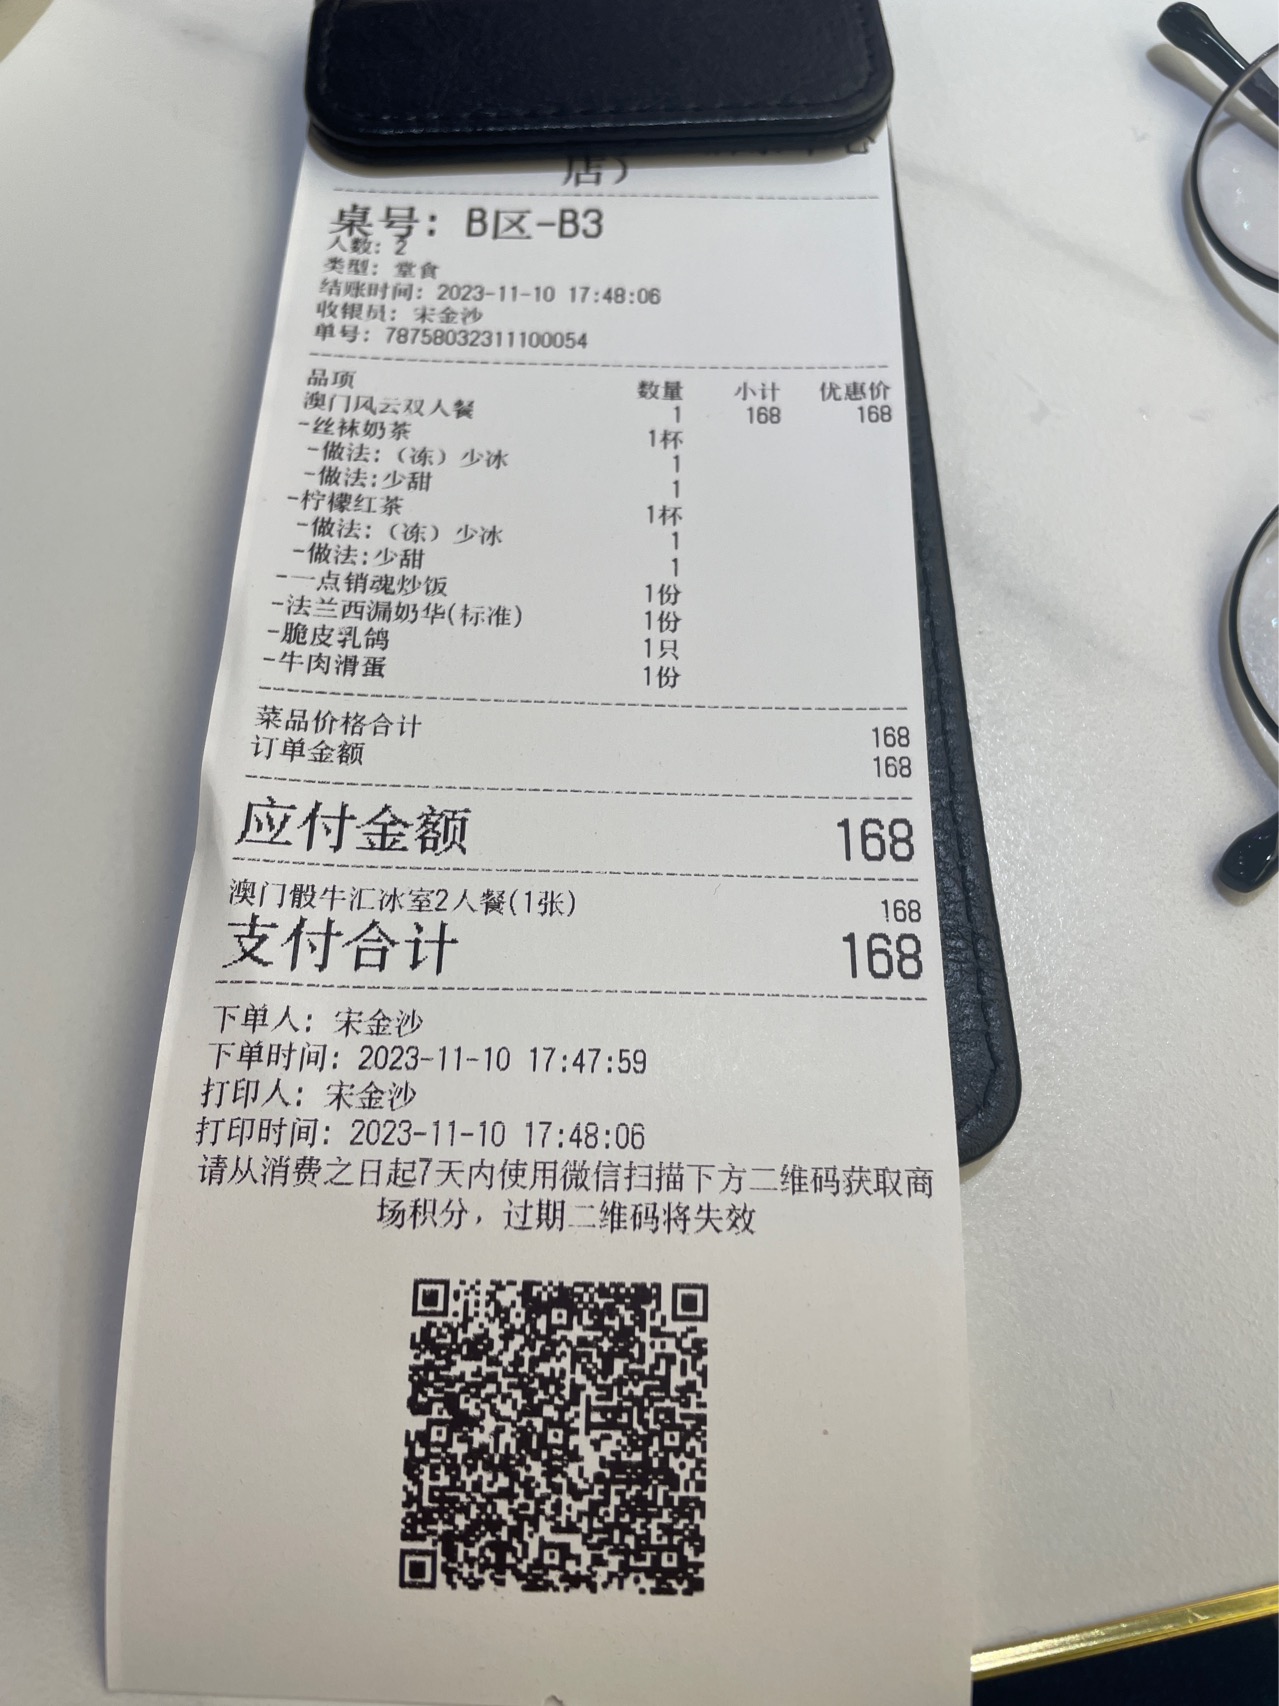 店）
桌号: B区-B3
人数: 2
类型: 堂食
结账时间: 2023-11-10 17:48:06
收银员: 宋金沙
单号: 78758032311100054
品项 数量 小计 优惠价
澳门风云双人餐 1 168 168
-丝袜奶茶 1杯
-做法:（冻）少冰 1
-做法:少甜 1
-柠檬红茶 1杯
-做法:（冻）少冰 1
-做法:少甜 1
-一点销魂炒饭 1份
-法兰西漏奶华(标准) 1份
-脆皮乳鸽 1只
-牛肉滑蛋 1份
菜品价格合计 168
订单金额 168
应付金额 168
澳门骰牛汇冰室2人餐(1张) 168
支付合计 168
下单人: 宋金沙
下单时间: 2023-11-10 17:47:59
打印人: 宋金沙
打印时间: 2023-11-10 17:48:06
请从消费之日起7天内使用微信扫描下方二维码获取商
场积分，过期二维码将失效